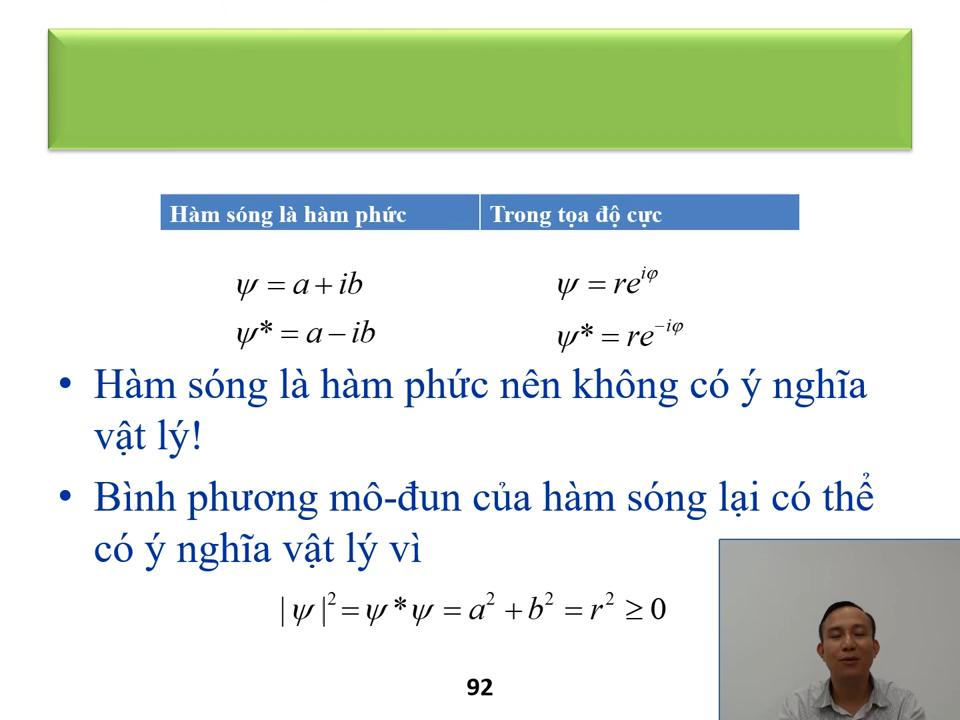 Hàm sóng là hàm phức
Trong tọa độ cực
ψ = a + ib
ψ = re^{iφ}
ψ* = a − ib
ψ* = re^{−iφ}
• Hàm sóng là hàm phức nên không có ý nghĩa
vật lý!
• Bình phương mô-đun của hàm sóng lại có thể
có ý nghĩa vật lý vì
|ψ|² = ψ*ψ = a² + b² = r² ≥ 0
92